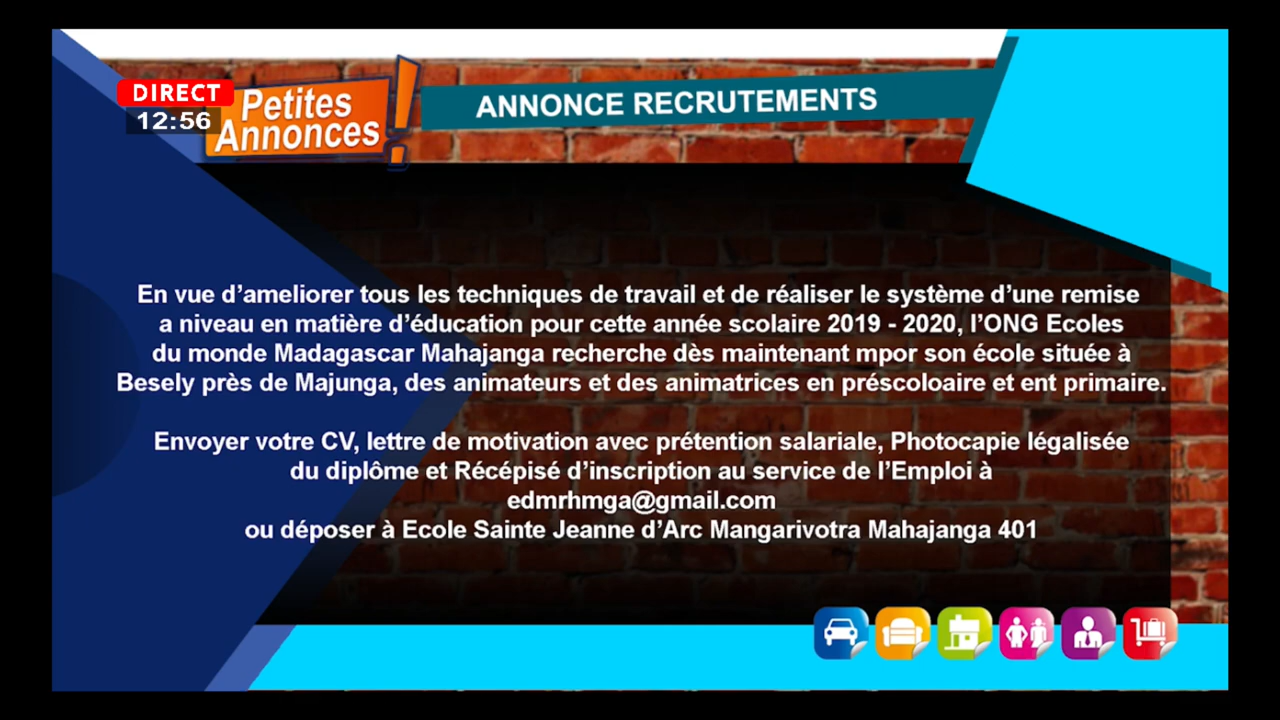 DIRECT
12:56
Petites
Annonces
!
ANNONCE RECRUTEMENTS
En vue d’ameliorer tous les techniques de travail et de réaliser le système d’une remise
a niveau en matière d’éducation pour cette année scolaire 2019 - 2020, l’ONG Ecoles
du monde Madagascar Mahajanga recherche dès maintenant mpor son école située à
Besely près de Majunga, des animateurs et des animatrices en préscoloaire et ent primaire.
Envoyer votre CV, lettre de motivation avec prétention salariale, Photocapie légalisée
du diplôme et Récépisé d’inscription au service de l’Emploi à
edmrhmga@gmail.com
ou déposer à Ecole Sainte Jeanne d’Arc Mangarivotra Mahajanga 401